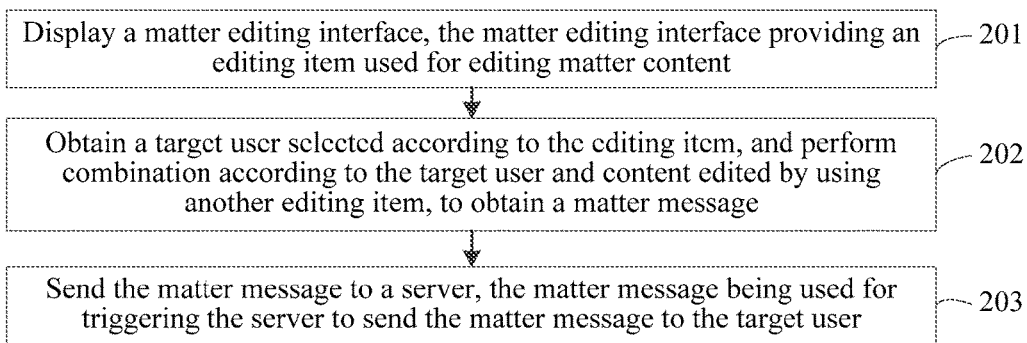 Display a matter editing interface, the matter editing interface providing an
editing item used for editing matter content
201
Obtain a target user selected according to the editing item, and perform
combination according to the target user and content edited by using
another editing item, to obtain a matter message
202
Send the matter message to a server, the matter message being used for
triggering the server to send the matter message to the target user
203